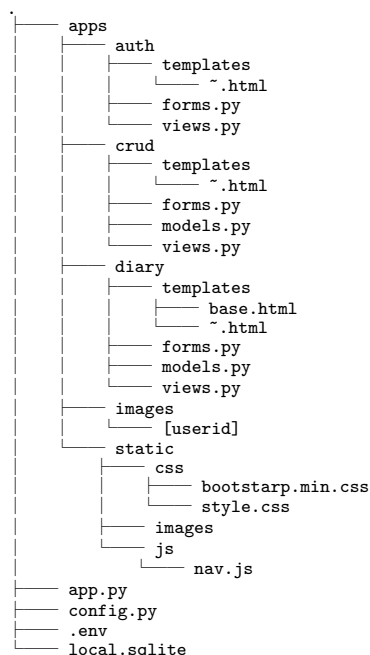 .
apps
auth
templates
~.html
forms.py
views.py
crud
templates
~.html
forms.py
models.py
views.py
diary
templates
base.html
~.html
forms.py
models.py
views.py
images
[userid]
static
css
bootstarp.min.css
style.css
images
js
nav.js
app.py
config.py
.env
local.sqlite